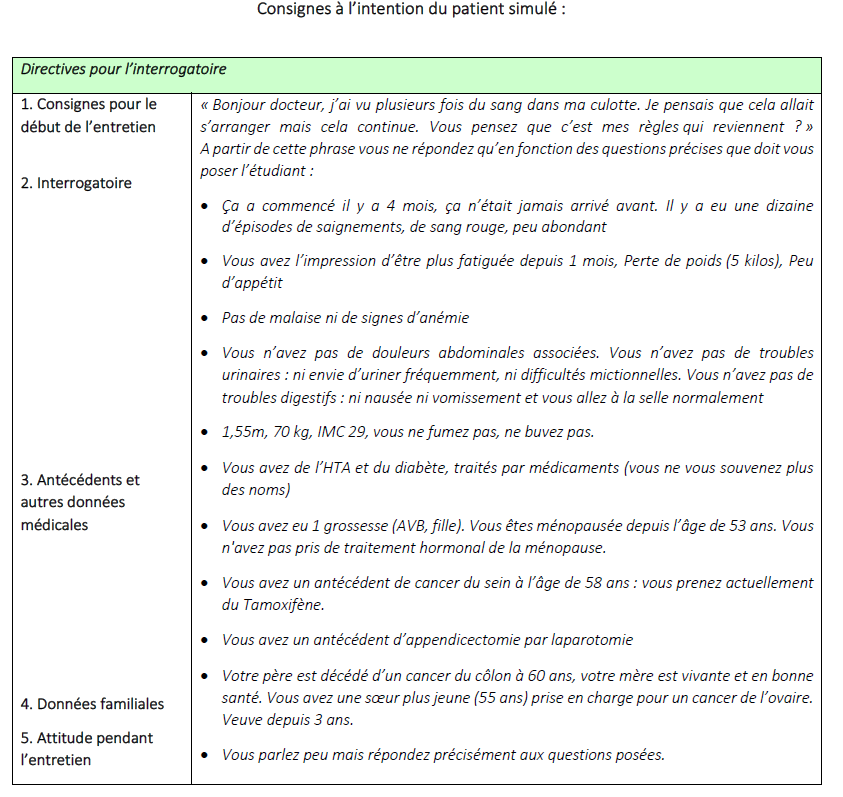 Consignes à l’intention du patient simulé :
Directives pour l’interrogatoire
1. Consignes pour le
début de l’entretien
« Bonjour docteur, j’ai vu plusieurs fois du sang dans ma culotte. Je pensais que cela allait
s’arranger mais cela continue. Vous pensez que c’est mes règles qui reviennent ? »
A partir de cette phrase vous ne répondez qu’en fonction des questions précises que doit vous
poser l’étudiant :
2. Interrogatoire
• Ça a commencé il y a 4 mois, ça n’était jamais arrivé avant. Il y a eu une dizaine
d’épisodes de saignements, de sang rouge, peu abondant
• Vous avez l’impression d’être plus fatiguée depuis 1 mois, Perte de poids (5 kilos), Peu
d’appétit
• Pas de malaise ni de signes d’anémie
• Vous n’avez pas de douleurs abdominales associées. Vous n’avez pas de troubles
urinaires : ni envie d’uriner fréquemment, ni difficultés mictionnelles. Vous n’avez pas de
troubles digestifs : ni nausée ni vomissement et vous allez à la selle normalement
• 1,55m, 70 kg, IMC 29, vous ne fumez pas, ne buvez pas.
3. Antécédents et
autres données
médicales
• Vous avez de l’HTA et du diabète, traités par médicaments (vous ne vous souvenez plus
des noms)
• Vous avez eu 1 grossesse (AVB, fille). Vous êtes ménopausée depuis l’âge de 53 ans. Vous
n'avez pas pris de traitement hormonal de la ménopause.
• Vous avez un antécédent de cancer du sein à l’âge de 58 ans : vous prenez actuellement
du Tamoxifène.
• Vous avez un antécédent d’appendicectomie par laparotomie
4. Données familiales
• Votre père est décédé d’un cancer du côlon à 60 ans, votre mère est vivante et en bonne
santé. Vous avez une sœur plus jeune (55 ans) prise en charge pour un cancer de l’ovaire.
Veuve depuis 3 ans.
5. Attitude pendant
l’entretien
• Vous parlez peu mais répondez précisément aux questions posées.